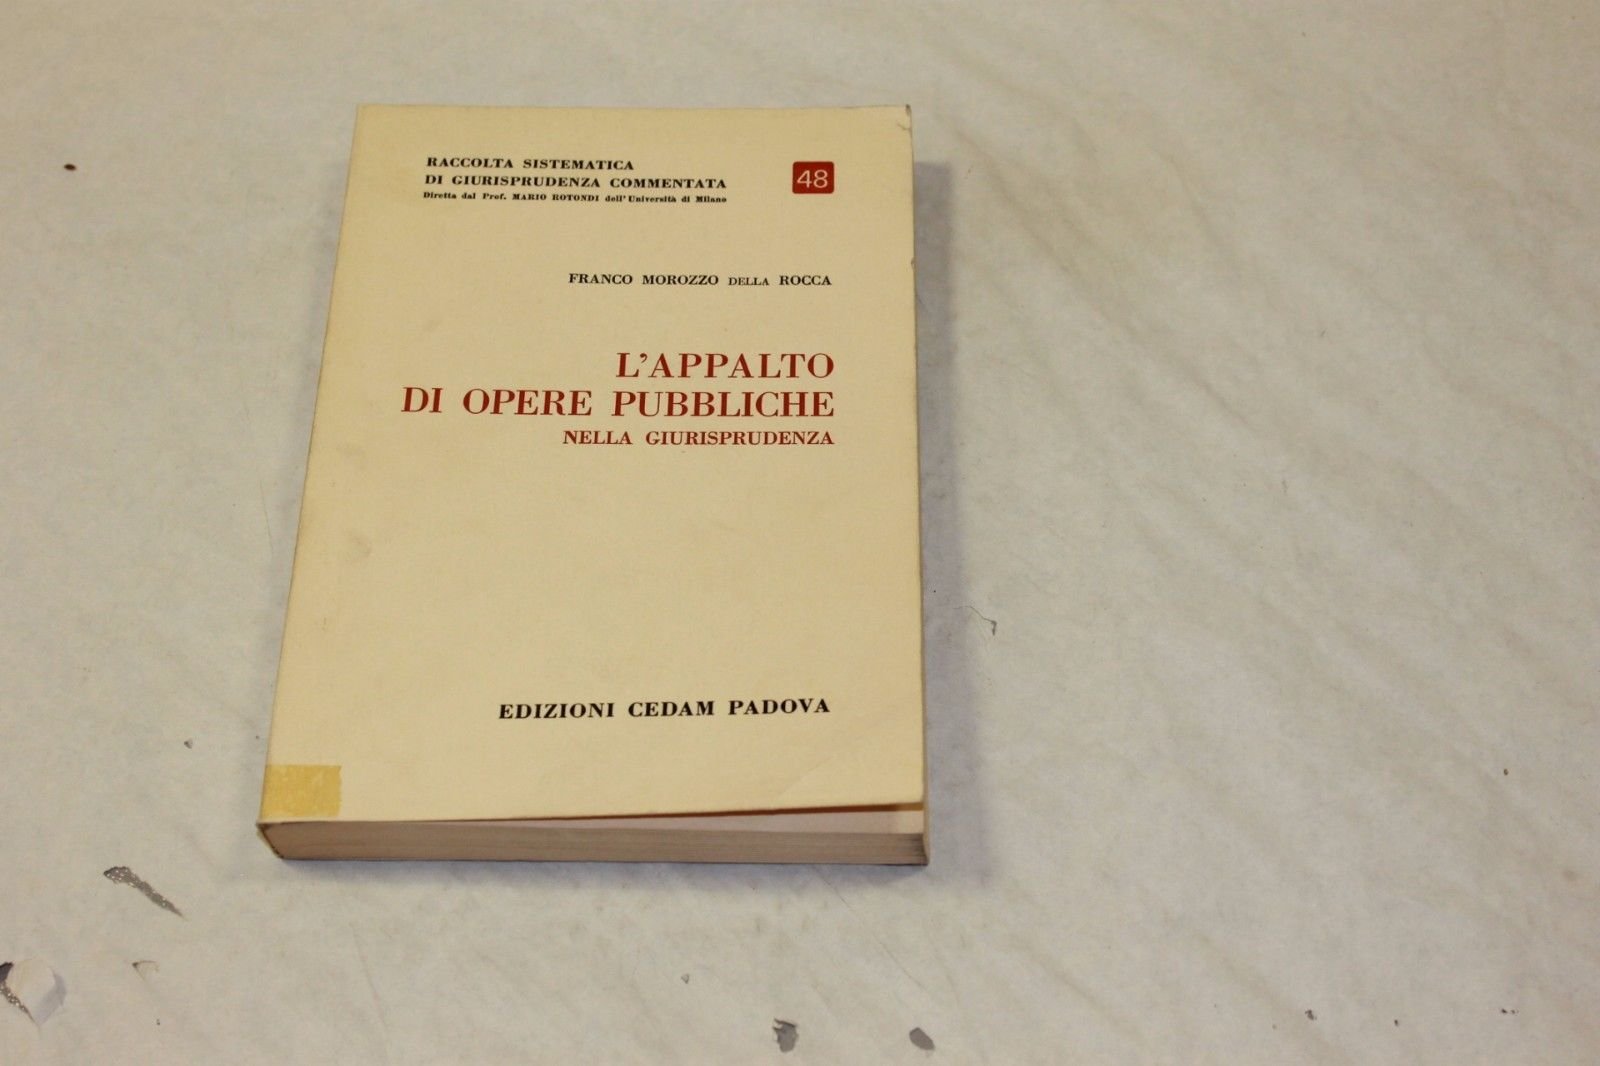 RACCOLTA SISTEMATICA
DI GIURISPRUDENZA COMMENTATA
Diretta dal Prof. MARIO ROTONDI dell'Università di Milano
48
FRANCO MOROZZO DELLA ROCCA
L'APPALTO
DI OPERE PUBBLICHE
NELLA GIURISPRUDENZA
EDIZIONI CEDAM PADOVA